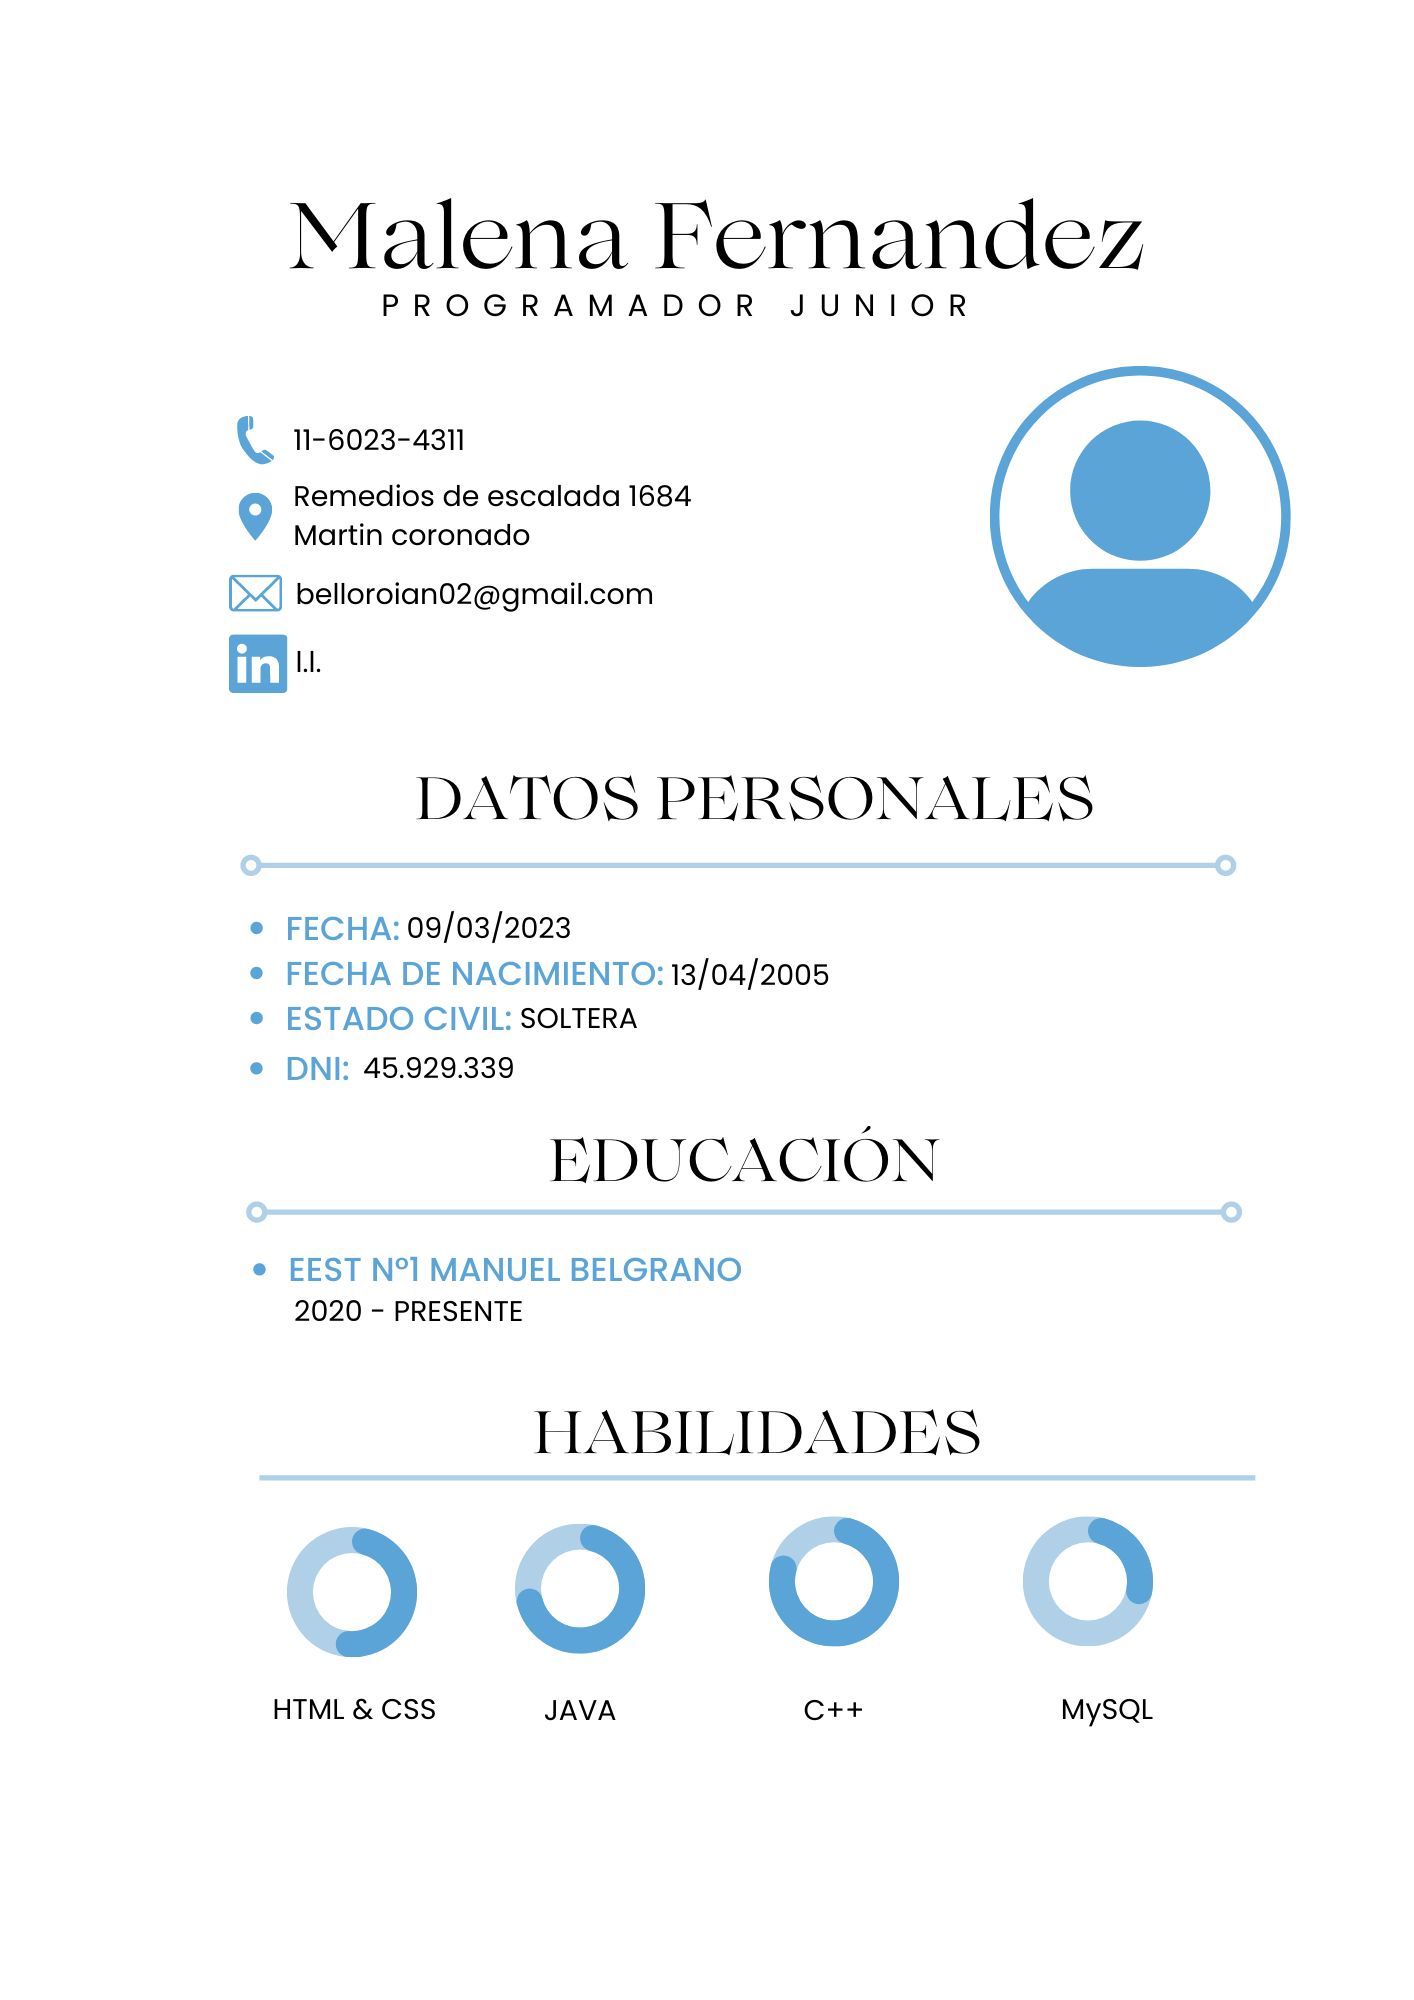 Malena Fernandez
PROGRAMADOR JUNIOR
11-6023-4311
Remedios de escalada 1684
Martin coronado
belloroian02@gmail.com
in l.l.
DATOS PERSONALES
FECHA: 09/03/2023
FECHA DE NACIMIENTO: 13/04/2005
ESTADO CIVIL: SOLTERA
DNI: 45.929.339
EDUCACIÓN
EEST Nº1 MANUEL BELGRANO
2020 - PRESENTE
HABILIDADES
HTML & CSS JAVA C++ MySQL